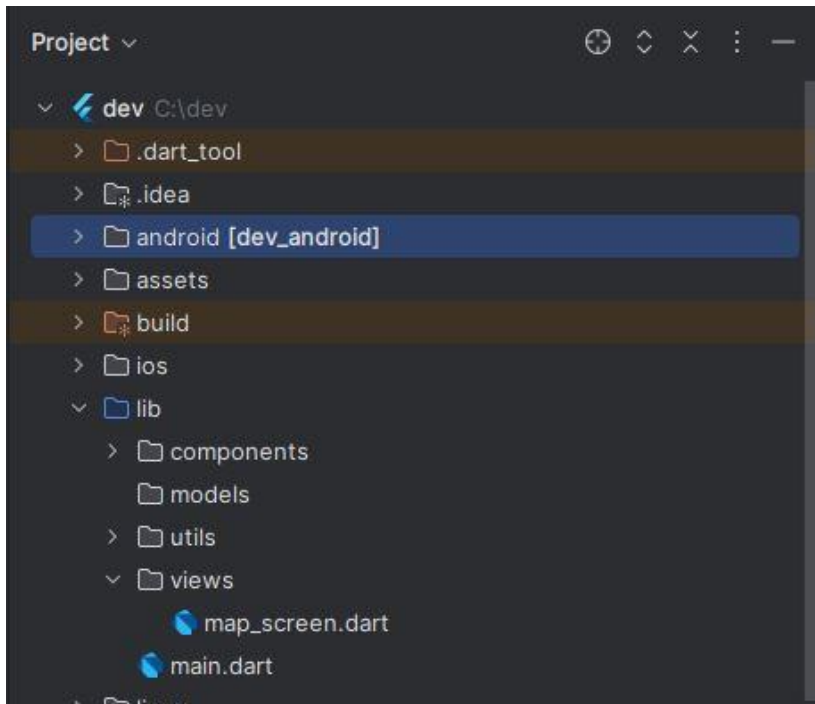 Project
dev C:\dev
.dart_tool
.idea
android [dev_android]
assets
build
ios
lib
components
models
utils
views
map_screen.dart
main.dart